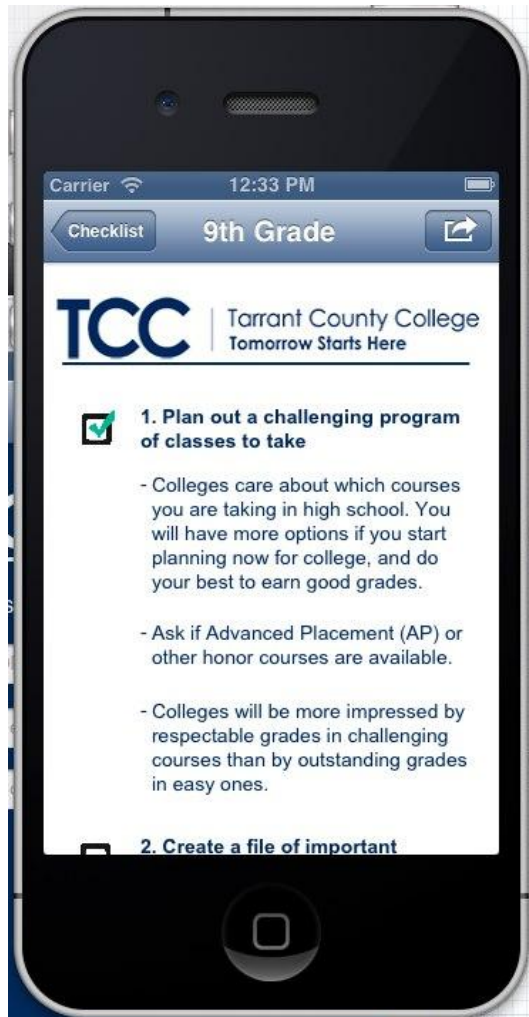 Carrier 12:33 PM
Checklist 9th Grade
TCC Tarrant County College
Tomorrow Starts Here
1. Plan out a challenging program
of classes to take
- Colleges care about which courses
you are taking in high school. You
will have more options if you start
planning now for college, and do
your best to earn good grades.
- Ask if Advanced Placement (AP) or
other honor courses are available.
- Colleges will be more impressed by
respectable grades in challenging
courses than by outstanding grades
in easy ones.
2. Create a file of important